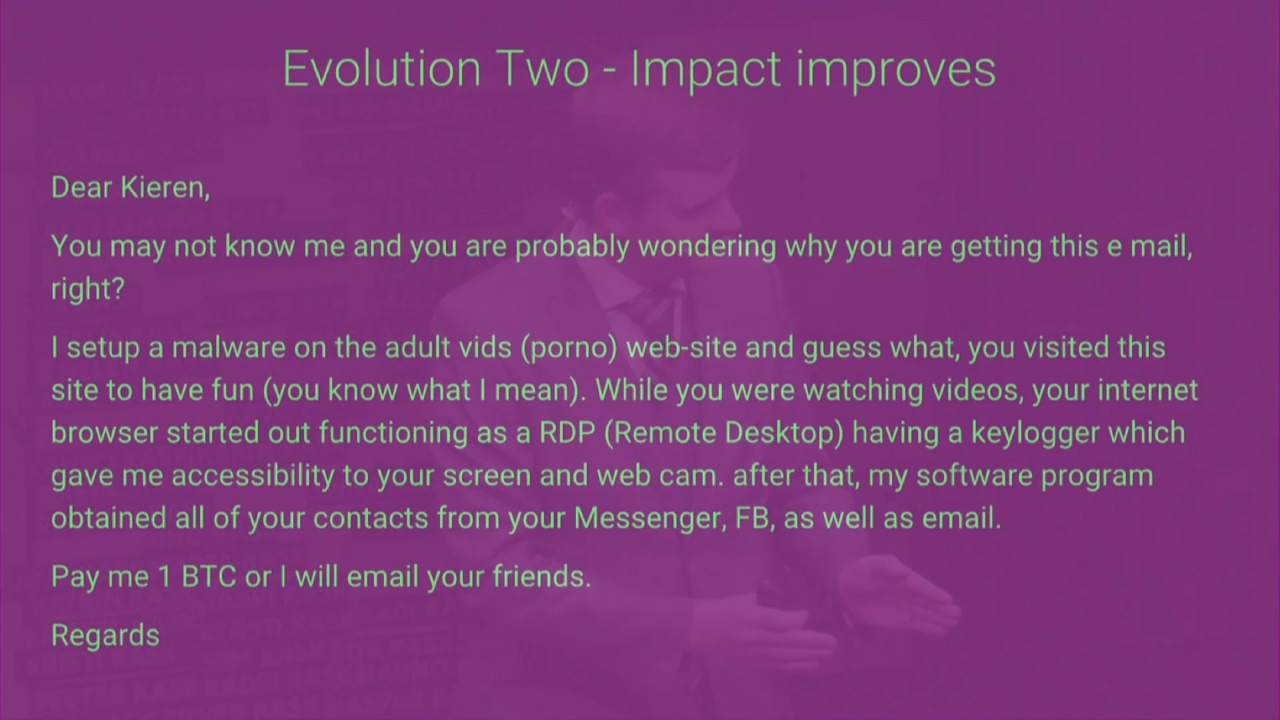 Evolution Two - Impact improves
Dear Kieren,
You may not know me and you are probably wondering why you are getting this e mail,
right?
I setup a malware on the adult vids (porno) web-site and guess what, you visited this
site to have fun (you know what I mean). While you were watching videos, your internet
browser started out functioning as a RDP (Remote Desktop) having a keylogger which
gave me accessibility to your screen and web cam. after that, my software program
obtained all of your contacts from your Messenger, FB, as well as email.
Pay me 1 BTC or I will email your friends.
Regards